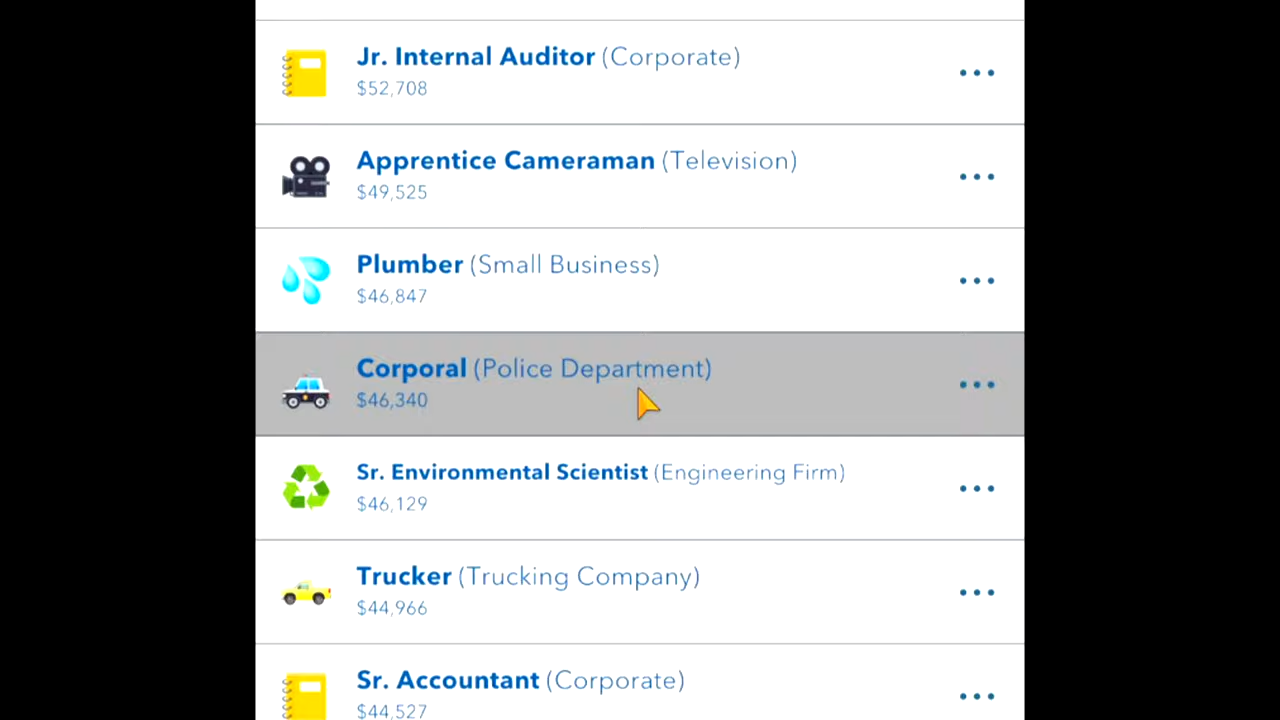 Jr. Internal Auditor (Corporate)
$52,708
Apprentice Cameraman (Television)
$49,525
Plumber (Small Business)
$46,847
Corporal (Police Department)
$46,340
Sr. Environmental Scientist (Engineering Firm)
$46,129
Trucker (Trucking Company)
$44,966
Sr. Accountant (Corporate)
$44,527